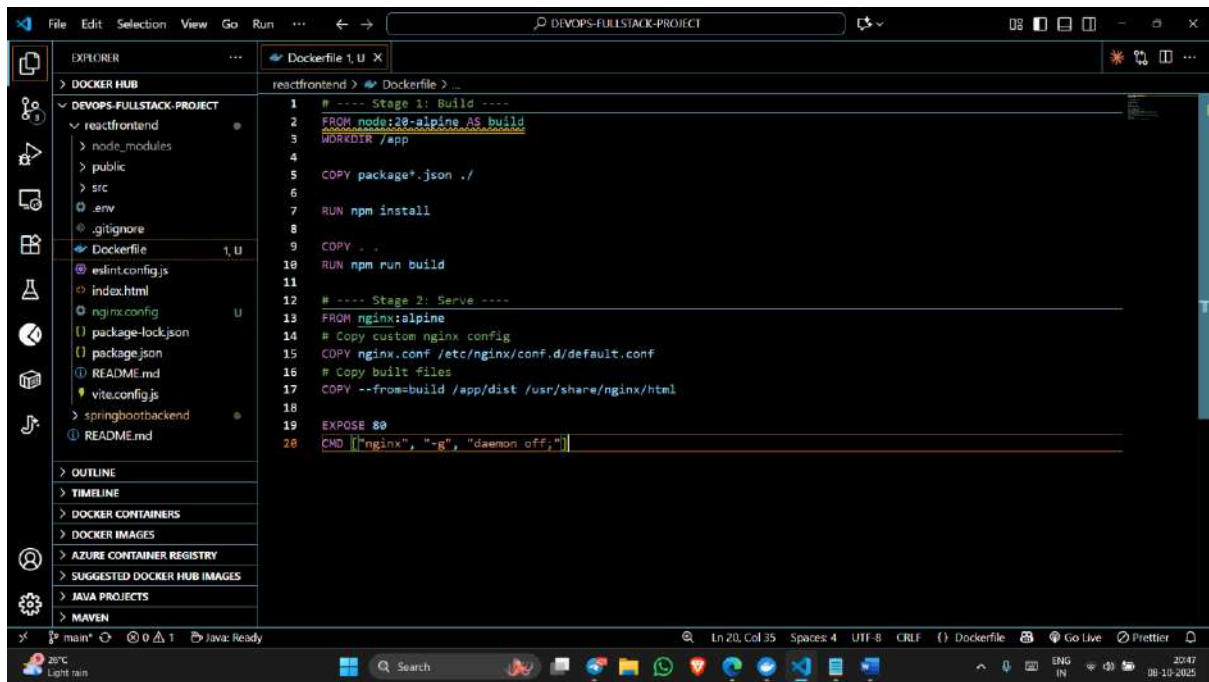 File Edit Selection View Go Run ··· DEVOPS-FULLSTACK-PROJECT
EXPLORER ···
DOCKER HUB
DEVOPS-FULLSTACK-PROJECT
reactfrontend
node_modules
public
src
.env
.gitignore
Dockerfile 1, U
eslint.config.js
index.html
nginx.config U
package-lock.json
package.json
README.md
vite.config.js
springbootbackend
README.md
OUTLINE
TIMELINE
DOCKER CONTAINERS
DOCKER IMAGES
AZURE CONTAINER REGISTRY
SUGGESTED DOCKER HUB IMAGES
JAVA PROJECTS
MAVEN
Dockerfile 1, U
reactfrontend > Dockerfile > ...
1 # ---- Stage 1: Build ----
2 FROM node:20-alpine AS build
3 WORKDIR /app
4
5 COPY package*.json ./
6
7 RUN npm install
8
9 COPY . .
10 RUN npm run build
11
12 # ---- Stage 2: Serve ----
13 FROM nginx:alpine
14 # Copy custom nginx config
15 COPY nginx.conf /etc/nginx/conf.d/default.conf
16 # Copy built files
17 COPY --from=build /app/dist /usr/share/nginx/html
18
19 EXPOSE 80
20 CMD ["nginx", "-g", "daemon off;"]
main* 0 1 Java: Ready Ln 20, Col 35 Spaces: 4 UTF-8 CRLF {} Dockerfile Go Live Prettier
26°C
Light rain
Search
ENG
IN
20:47
08-10-2025